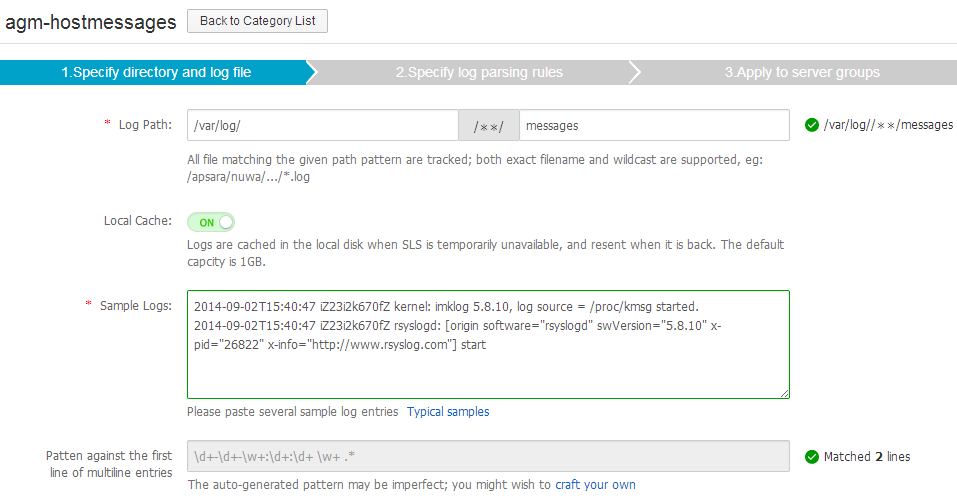 agm-hostmessages Back to Category List
1.Specify directory and log file 2.Specify log parsing rules 3.Apply to server groups
* Log Path: /var/log/ /**/ messages /var/log//**/messages
All file matching the given path pattern are tracked; both exact filename and wildcast are supported, eg:
/apsara/nuwa/.../*.log
Local Cache: ON
Logs are cached in the local disk when SLS is temporarily unavailable, and resent when it is back. The default
capcity is 1GB.
* Sample Logs: 2014-09-02T15:40:47 iZ23i2k670fZ kernel: imklog 5.8.10, log source = /proc/kmsg started.
2014-09-02T15:40:47 iZ23i2k670fZ rsyslogd: [origin software="rsyslogd" swVersion="5.8.10" x-
pid="26822" x-info="http://www.rsyslog.com"] start
Please paste several sample log entries Typical samples
Patten against the first
line of multiline entries
\d+-\d+-\w+:\d+:\d+ \w+ .* Matched 2 lines
The auto-generated pattern may be imperfect; you might wish to craft your own